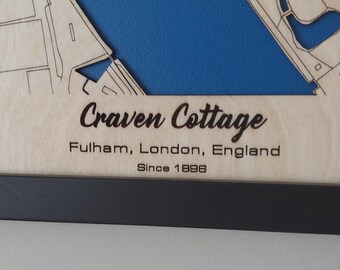 Craven Cottage
Fulham, London, England
Since 1896